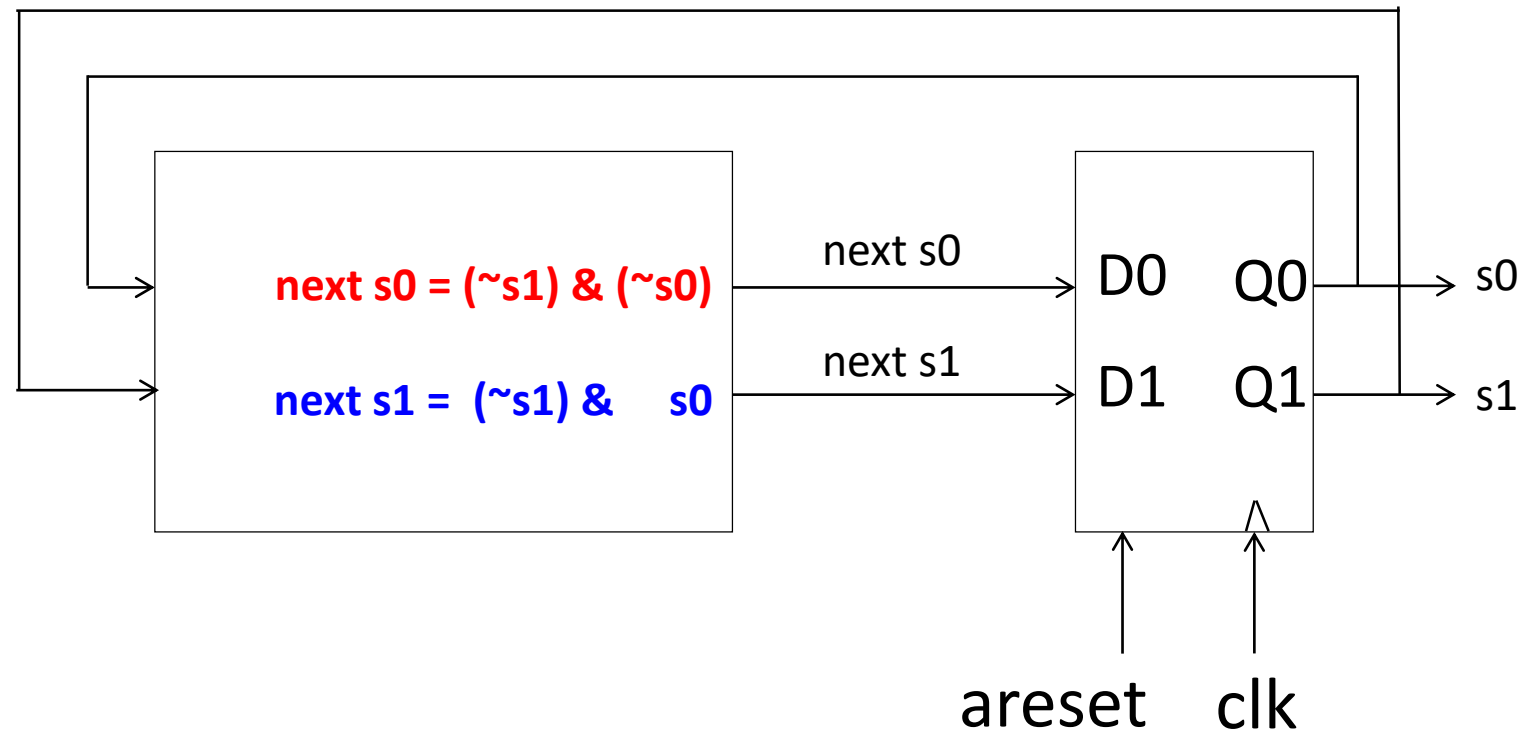 next s0 = (~s1) & (~s0)
next s1 = (~s1) & s0
next s0
next s1
D0 Q0
D1 Q1
s0
s1
areset clk